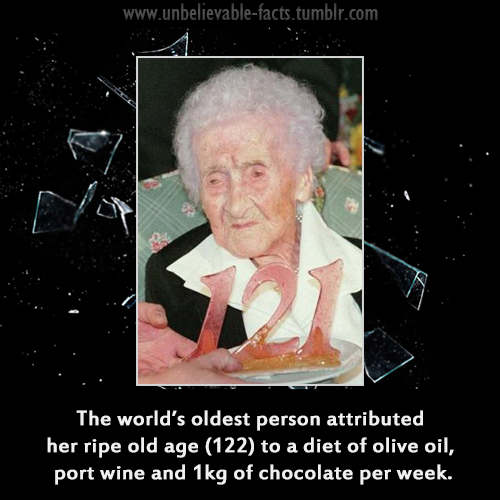 www.unbelievable-facts.tumblr.com
121
The world's oldest person attributed
her ripe old age (122) to a diet of olive oil,
port wine and 1kg of chocolate per week.